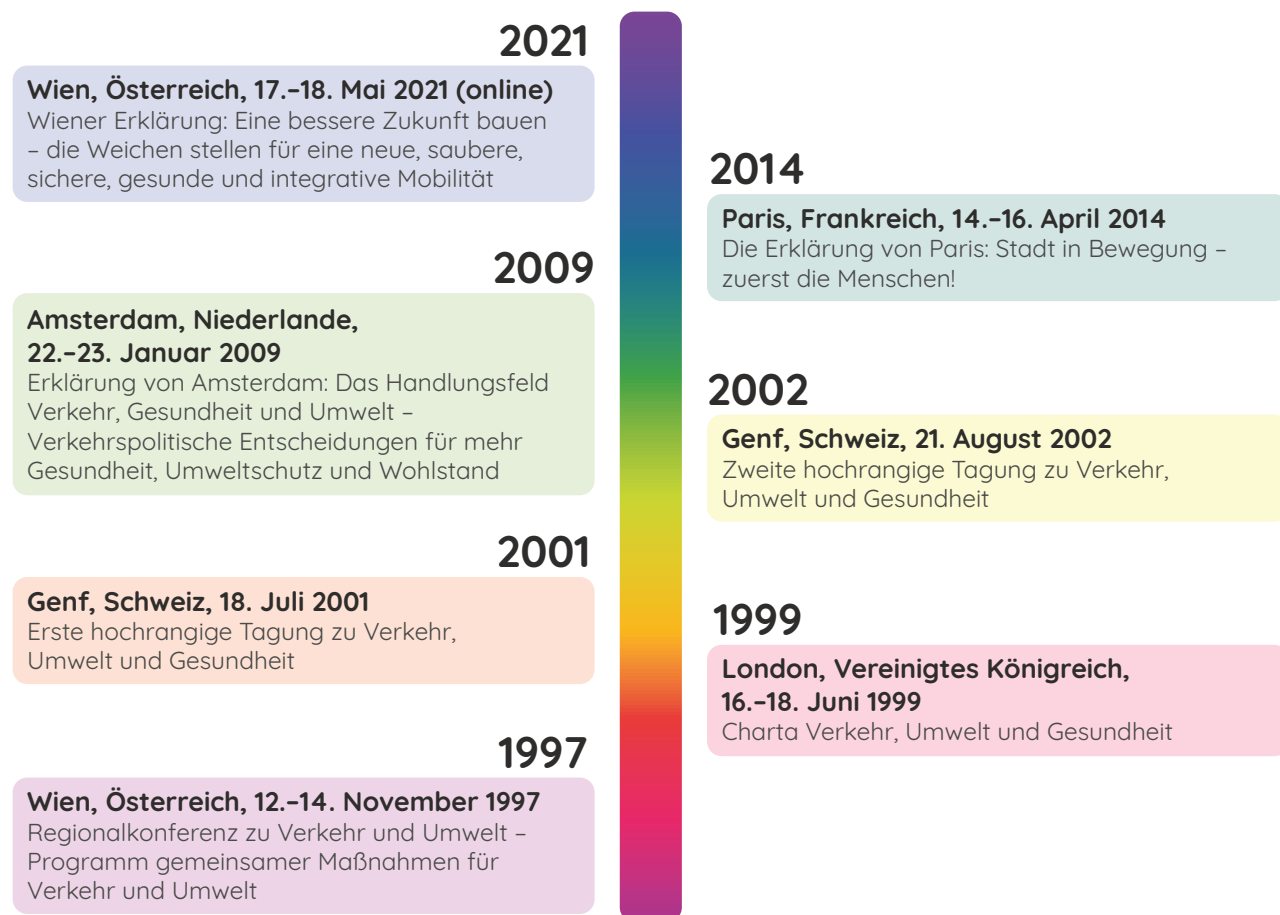 2021
Wien, Österreich, 17.–18. Mai 2021 (online)
Wiener Erklärung: Eine bessere Zukunft bauen
– die Weichen stellen für eine neue, saubere,
sichere, gesunde und integrative Mobilität
2014
Paris, Frankreich, 14.–16. April 2014
Die Erklärung von Paris: Stadt in Bewegung –
zuerst die Menschen!
2009
Amsterdam, Niederlande,
22.–23. Januar 2009
Erklärung von Amsterdam: Das Handlungsfeld
Verkehr, Gesundheit und Umwelt –
Verkehrspolitische Entscheidungen für mehr
Gesundheit, Umweltschutz und Wohlstand
2002
Genf, Schweiz, 21. August 2002
Zweite hochrangige Tagung zu Verkehr,
Umwelt und Gesundheit
2001
Genf, Schweiz, 18. Juli 2001
Erste hochrangige Tagung zu Verkehr,
Umwelt und Gesundheit
1999
London, Vereinigtes Königreich,
16.–18. Juni 1999
Charta Verkehr, Umwelt und Gesundheit
1997
Wien, Österreich, 12.–14. November 1997
Regionalkonferenz zu Verkehr und Umwelt –
Programm gemeinsamer Maßnahmen für
Verkehr und Umwelt